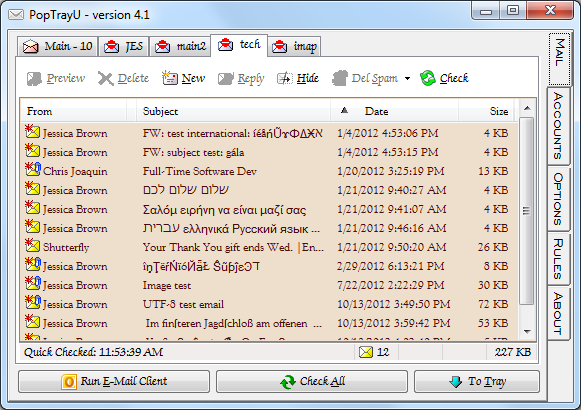 PopTrayU - version 4.1
Main - 10 JES main2 tech imap
Preview Delete New Reply Hide Del Spam Check
From Subject Date Size
Jessica Brown FW: test international: 1/4/2012 4:53:06 PM 4 KB
Jessica Brown FW: subject test: gála 1/4/2012 4:53:15 PM 4 KB
Chris Joaquin Full-Time Software Dev 1/20/2012 3:25:19 PM 13 KB
Jessica Brown שלום שלום לכם 1/21/2012 9:40:27 AM 4 KB
Jessica Brown Σαλόμ ειρήνη να είναι μαζί σας 1/21/2012 9:41:07 AM 4 KB
Jessica Brown עברית ελληνικά Русский язык ... 1/21/2012 9:46:16 AM 4 KB
Shutterfly Your Thank You gift ends Wed. |En... 1/21/2012 9:50:20 AM 26 KB
Jessica Brown 2/29/2012 6:13:21 PM 8 KB
Jessica Brown Image test 7/22/2012 2:22:29 PM 30 KB
Jessica Brown UTF-8 test email 10/13/2012 3:49:50 PM 72 KB
Jessica Brown Im finſteren Jagdſchloß am offenen ... 10/13/2012 3:59:42 PM 53 KB
Quick Checked: 11:53:39 AM 12 227 KB
Run E-Mail Client Check All To Tray
Mail
Accounts
Options
Rules
About